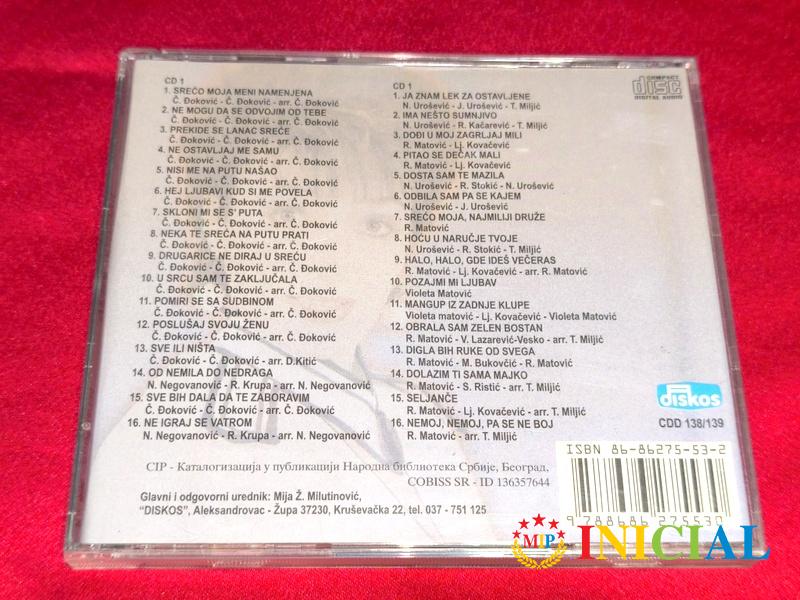 CD 1
1. SREĆO MOJA MENI NAMENJENA
Č. Đoković - Č. Đoković - arr. Č. Đoković
2. NE MOGU DA SE ODVOJIM OD TEBE
Č. Đoković - Č. Đoković - arr. Č. Đoković
3. PREKIDE SE LANAC SREĆE
Č. Đoković - Č. Đoković - arr. Č. Đoković
4. NE OSTAVLJAJ ME SAMU
Č. Đoković - Č. Đoković - arr. Č. Đoković
5. NISI ME NA PUTU NAŠAO
Č. Đoković - Č. Đoković - arr. Č. Đoković
6. HEJ LJUBAVI KUD SI ME POVELA
Č. Đoković - Č. Đoković - arr. Č. Đoković
7. SKLONI MI SE S' PUTA
Č. Đoković - Č. Đoković - arr. Č. Đoković
8. NEKA TE SREĆA NA PUTU PRATI
Č. Đoković - Č. Đoković - arr. Č. Đoković
9. DRUGARICE NE DIRAJ U SREĆU
Č. Đoković - Č. Đoković - arr. Č. Đoković
10. U SRCU SAM TE ZAKLJUČALA
Č. Đoković - Č. Đoković - arr. Č. Đoković
11. POMIRI SE SA SUDBINOM
Č. Đoković - Č. Đoković - arr. Č. Đoković
12. POSLUŠAJ SVOJU ŽENU
Č. Đoković - Č. Đoković - arr. Č. Đoković
13. SVE ILI NIŠTA
Č. Đoković - Č. Đoković - arr. D.Kitić
14. OD NEMILA DO NEDRAGA
N. Negovanović - R. Krupa - arr. N. Negovanović
15. SVE BIH DALA DA TE ZABORAVIM
Č. Đoković - Č. Đoković - arr. Č. Đoković
16. NE IGRAJ SE VATROM
N. Negovanović - R. Krupa - arr. N. Negovanović
CD 1
1. JA ZNAM LEK ZA OSTAVLJENE
N. Urošević - J. Urošević - T. Miljić
2. IMA NEŠTO SUMNJIVO
N. Urošević - R. Kačarević - T. Miljić
3. DOĐI U MOJ ZAGRLJAJ MILI
R. Matović - Lj. Kovačević
4. PITAO SE DEČAK MALI
R. Matović - Lj. Kovačević
5. DOSTA SAM TE MAZILA
N. Urošević - R. Stokić - N. Urošević
6. ODBILA SAM PA SE KAJEM
N. Urošević - J. Urošević
7. SREĆO MOJA, NAJMILIJI DRUŽE
R. Matović
8. HOĆU U NARUČJE TVOJE
N. Urošević - R. Stokić - T. Miljić
9. HALO, HALO, GDE IDEŠ VEČERAS
R. Matović - Lj. Kovačević - arr. R. Matović
10. POZAJMI MI LJUBAV
Violeta Matović
11. MANGUP IZ ZADNJE KLUPE
Violeta matović - Lj. Kovačević - Violeta Matović
12. OBRALA SAM ZELEN BOSTAN
R. Matović - V. Lazarević-Vesko - arr. T. Miljić
13. DIGLA BIH RUKE OD SVEGA
R. Matović - M. Bukovčić - R. Matović
14. DOLAZIM TI SAMA MAJKO
R. Matović - S. Ristić - arr. T. Miljić
15. SELJANČE
R. Matović - Lj. Kovačević - arr. T. Miljić
16. NEMOJ, NEMOJ, PA SE NE BOJ
R. Matović - arr. T. Miljić
COMPACT
disc
DIGITAL AUDIO
diskos
CDD 138/139
CIP - Каталогизација у публикацији Народна библиотека Србије, Београд,
COBISS SR - ID 136357644
Glavni i odgovorni urednik: Mija Ž. Milutinović,
"DISKOS", Aleksandrovac - Župa 37230, Kruševačka 22, tel. 037 - 751 125
ISBN 86-86275-53-2
9 788686 275530
MIP INICIAL